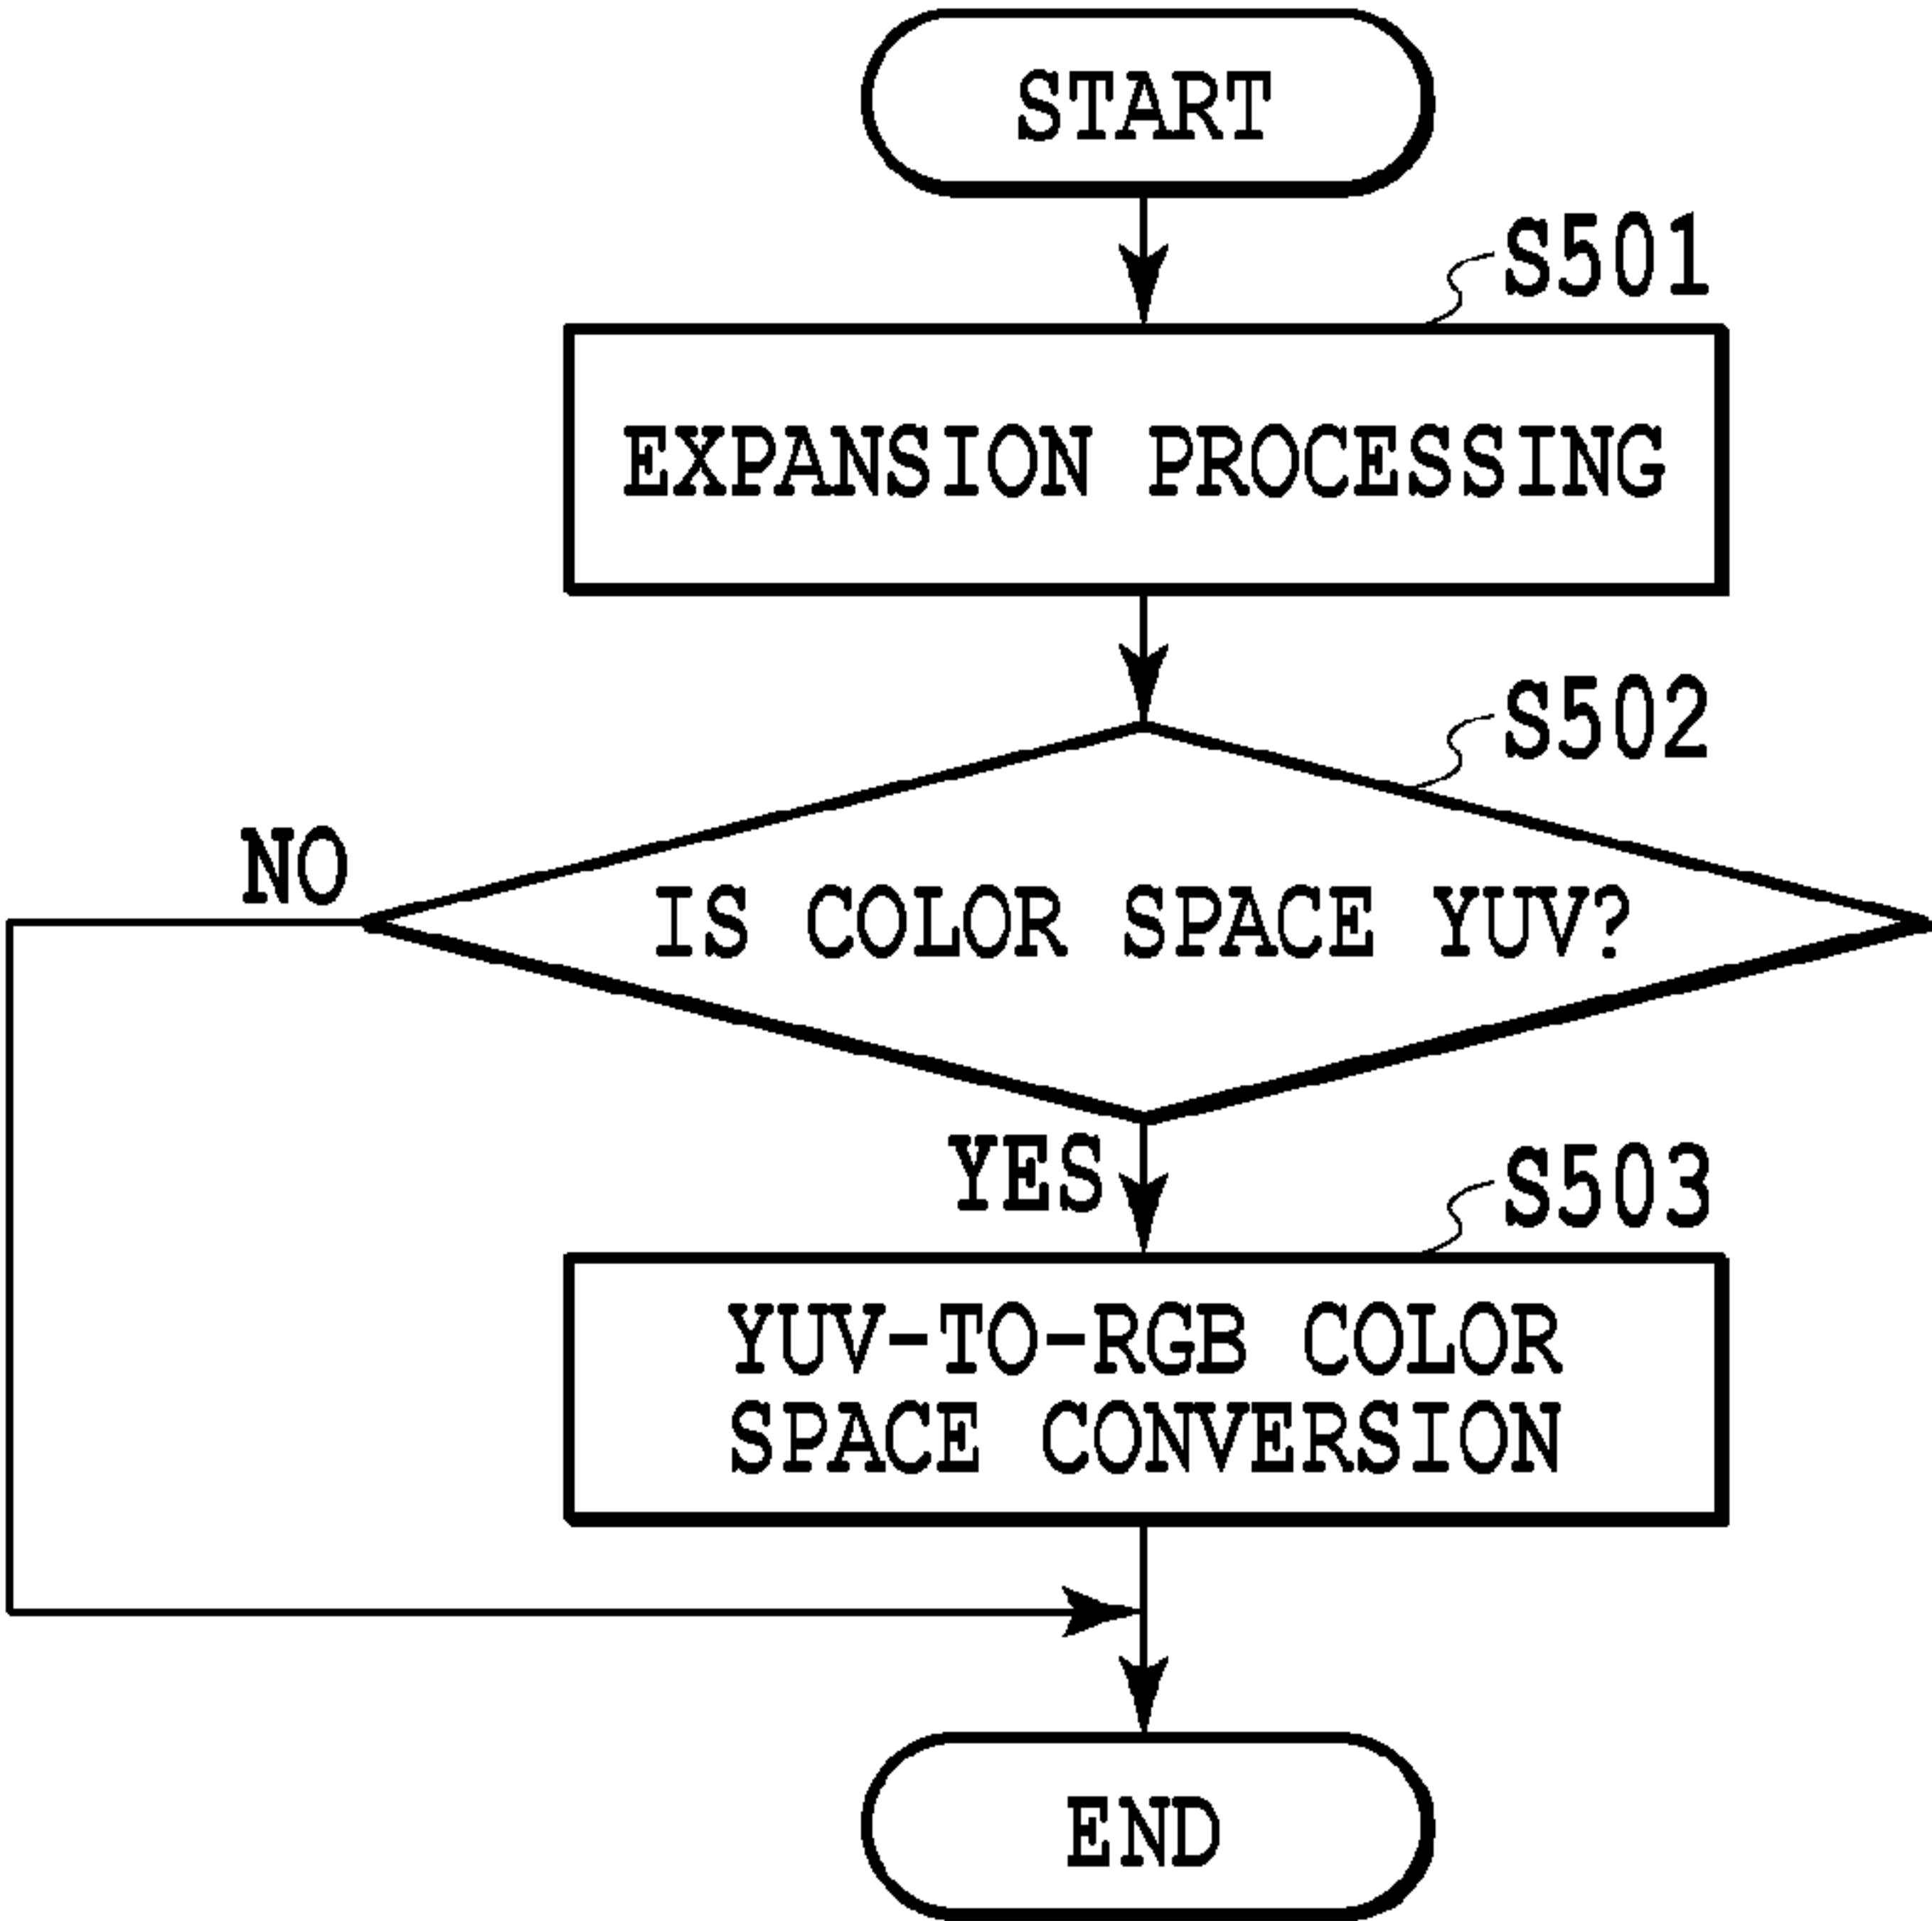 START
S501
EXPANSION PROCESSING
S502
NO
IS COLOR SPACE YUV?
YES
S503
YUV-TO-RGB COLOR
SPACE CONVERSION
END